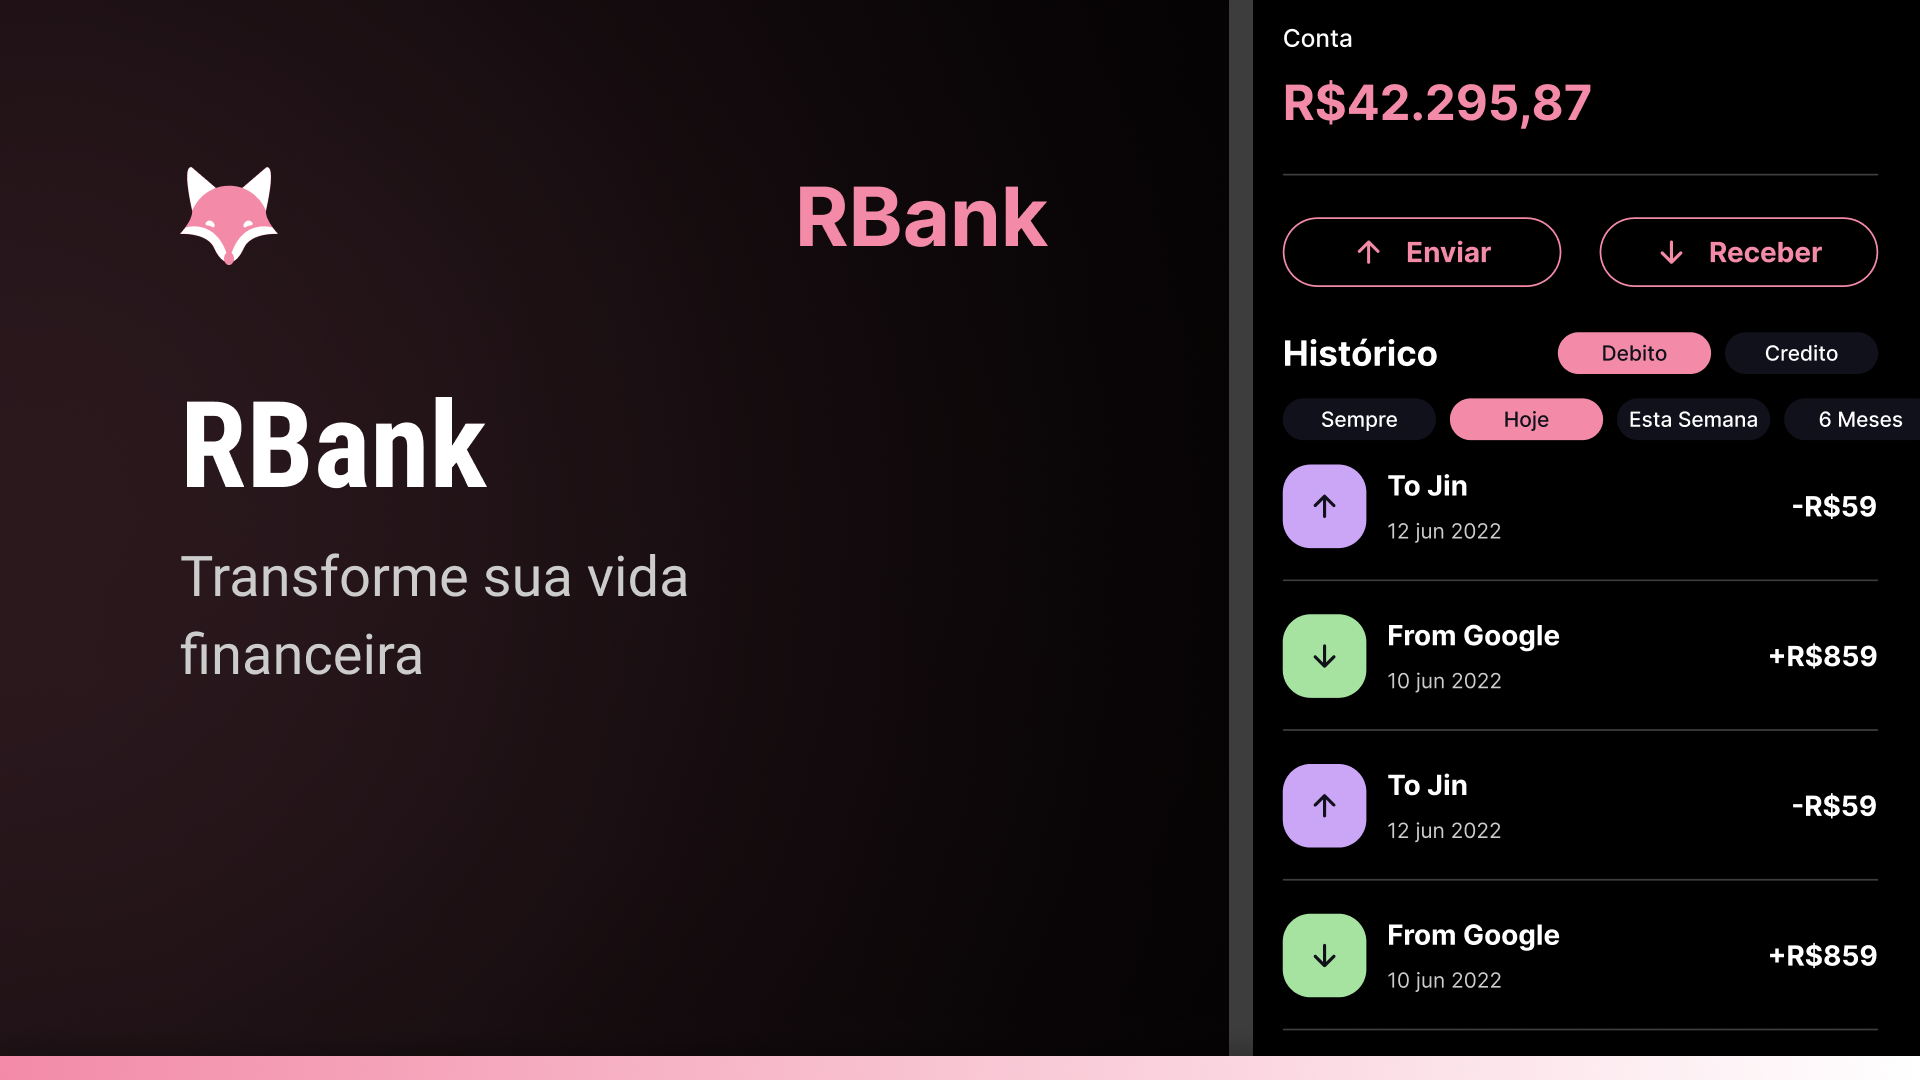 RBank
RBank
Transforme sua vida
financeira
Conta
R$42.295,87
Enviar
Receber
Histórico
Debito
Credito
Sempre
Hoje
Esta Semana
6 Meses
To Jin
12 jun 2022
-R$59
From Google
10 jun 2022
+R$859
To Jin
12 jun 2022
-R$59
From Google
10 jun 2022
+R$859